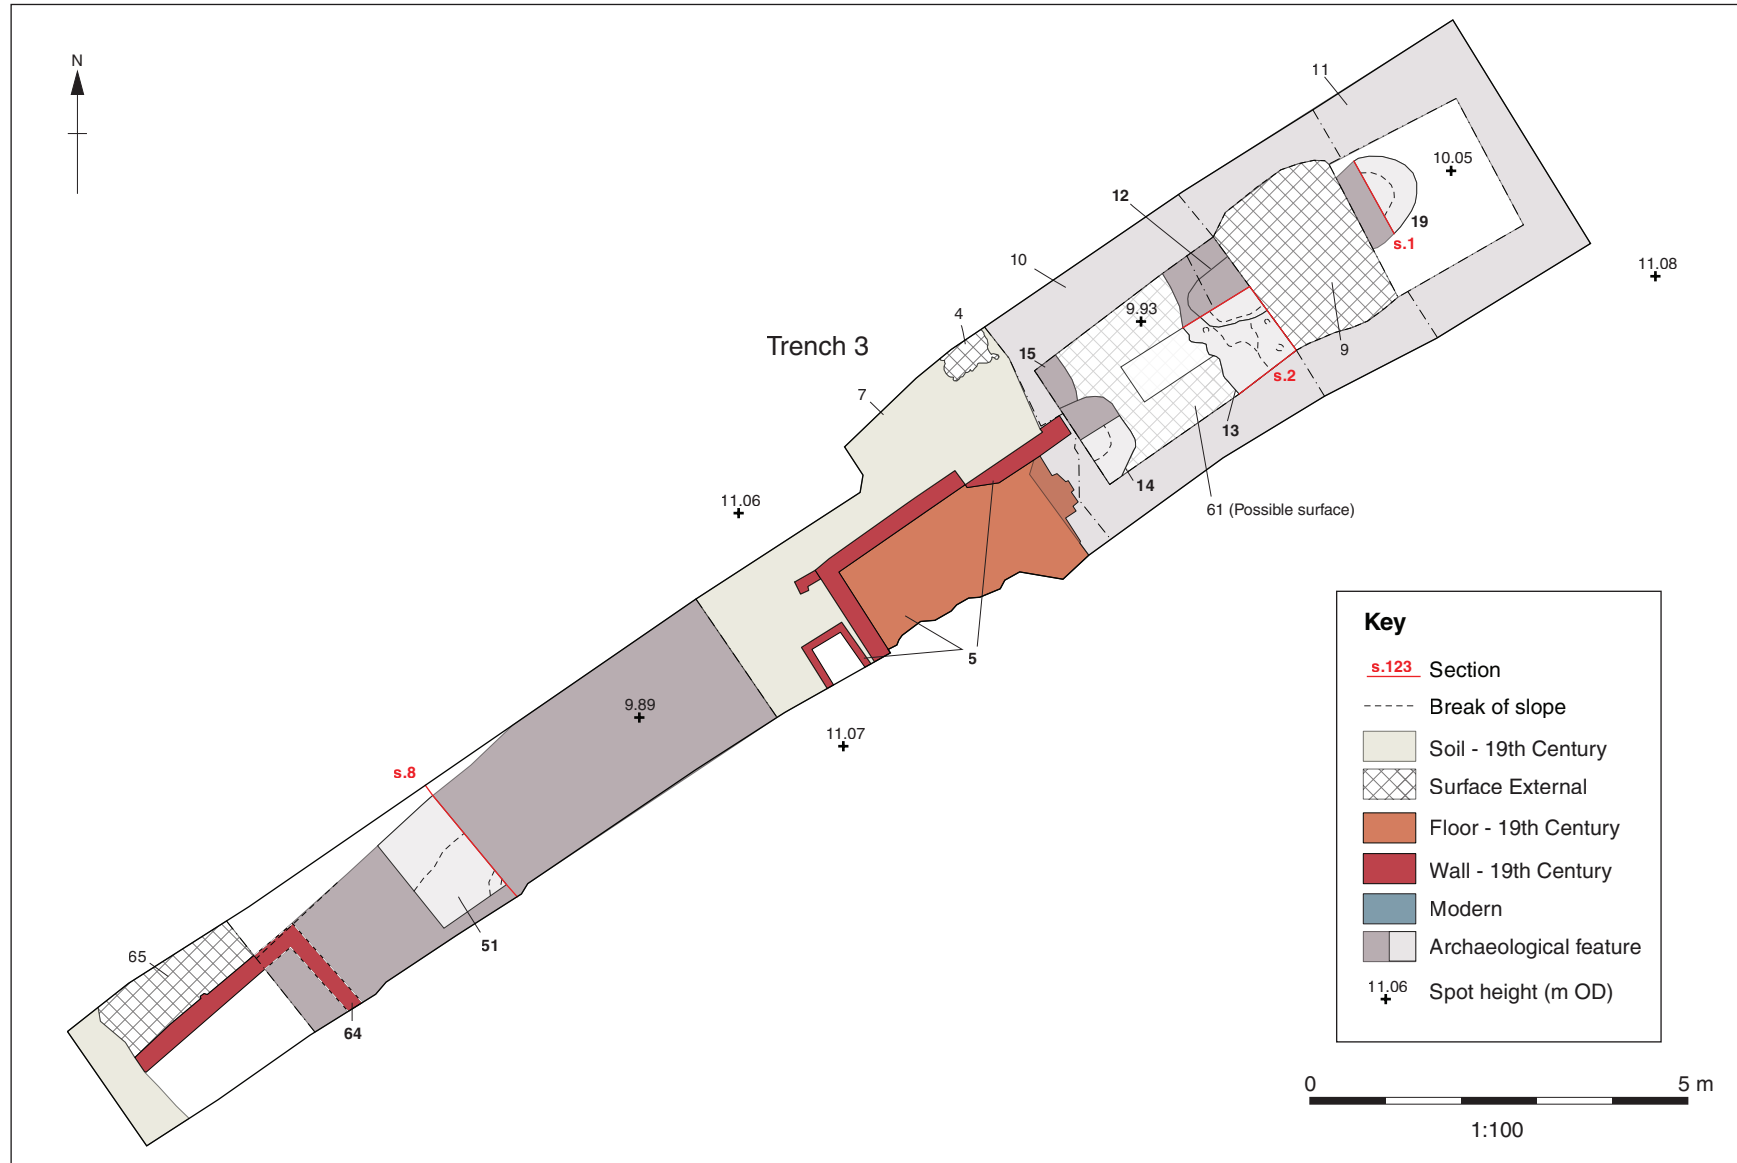 N
11
10.05
12
19
s.1
10
11.08
9.93
4
Trench 3
9
15
s.2
7
13
14
61 (Possible surface)
11.06
5
9.89
11.07
s.8
51
65
64
Key
s.123 Section
Break of slope
Soil - 19th Century
Surface External
Floor - 19th Century
Wall - 19th Century
Modern
Archaeological feature
11.06 Spot height (m OD)
0 5 m
1:100